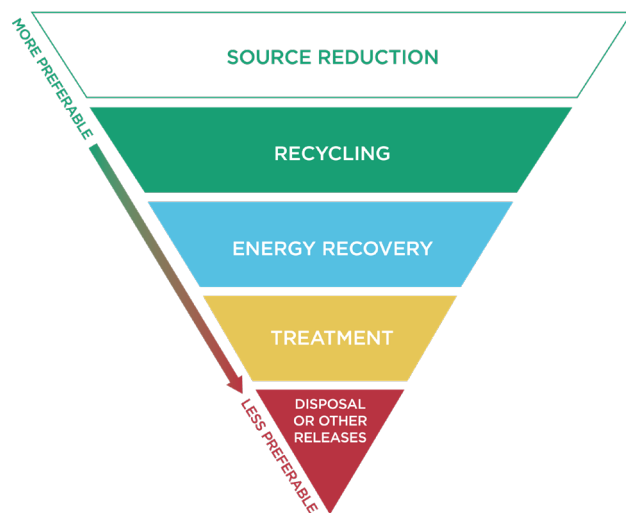 MORE PREFERABLE
SOURCE REDUCTION
RECYCLING
ENERGY RECOVERY
TREATMENT
DISPOSAL
OR OTHER
RELEASES
LESS PREFERABLE